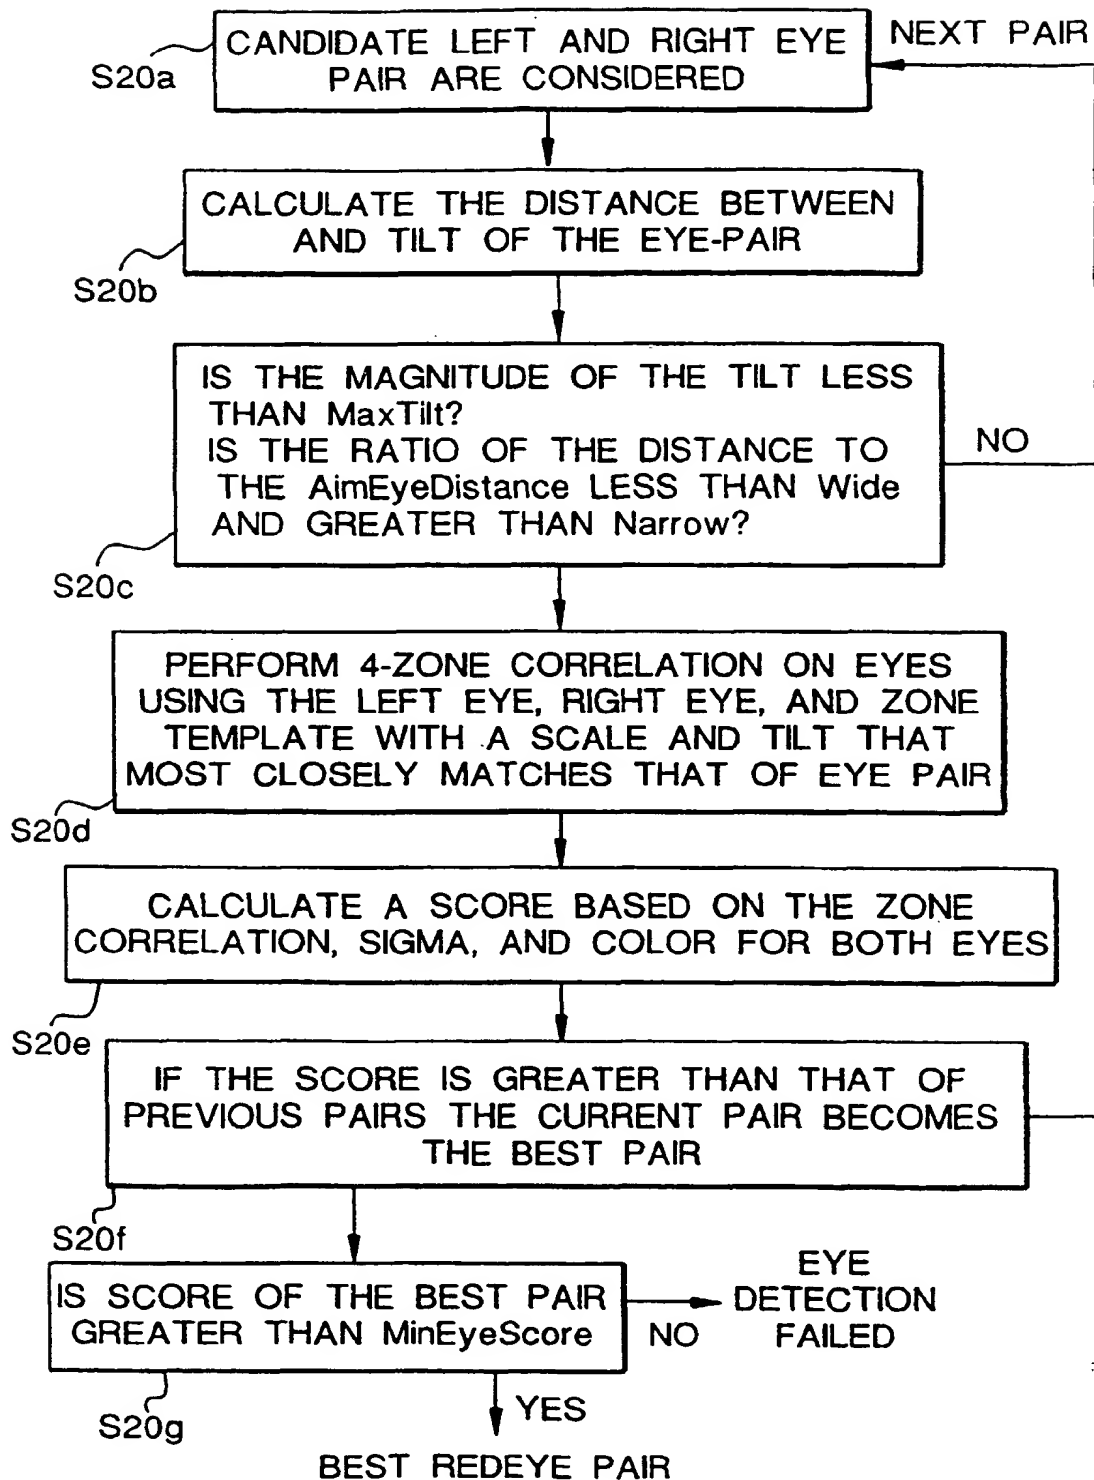 CANDIDATE LEFT AND RIGHT EYE
PAIR ARE CONSIDERED
NEXT PAIR
S20a
CALCULATE THE DISTANCE BETWEEN
AND TILT OF THE EYE-PAIR
S20b
IS THE MAGNITUDE OF THE TILT LESS
THAN MaxTilt?
IS THE RATIO OF THE DISTANCE TO
THE AimEyeDistance LESS THAN Wide
AND GREATER THAN Narrow?
NO
S20c
PERFORM 4-ZONE CORRELATION ON EYES
USING THE LEFT EYE, RIGHT EYE, AND ZONE
TEMPLATE WITH A SCALE AND TILT THAT
MOST CLOSELY MATCHES THAT OF EYE PAIR
S20d
CALCULATE A SCORE BASED ON THE ZONE
CORRELATION, SIGMA, AND COLOR FOR BOTH EYES
S20e
IF THE SCORE IS GREATER THAN THAT OF
PREVIOUS PAIRS THE CURRENT PAIR BECOMES
THE BEST PAIR
S20f
IS SCORE OF THE BEST PAIR
GREATER THAN MinEyeScore
NO
EYE
DETECTION
FAILED
S20g
YES
BEST REDEYE PAIR